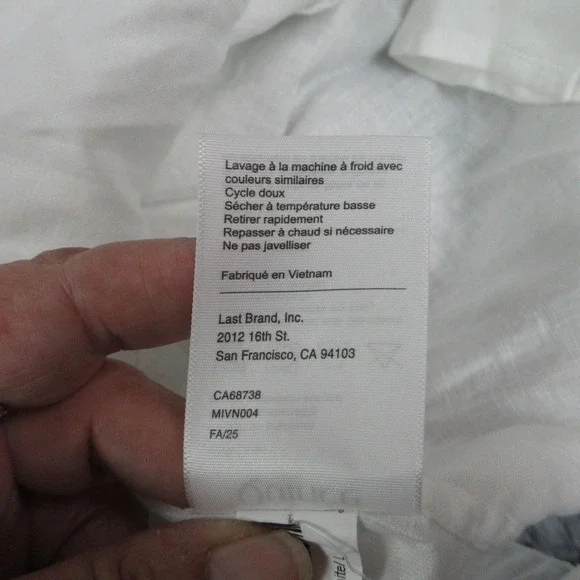 Lavage à la machine à froid avec
couleurs similaires
Cycle doux
Sécher à température basse
Retirer rapidement
Repasser à chaud si nécessaire
Ne pas javelliser
Fabriqué en Vietnam
Last Brand, Inc.
2012 16th St.
San Francisco, CA 94103
CA68738
MIVN004
FA/25